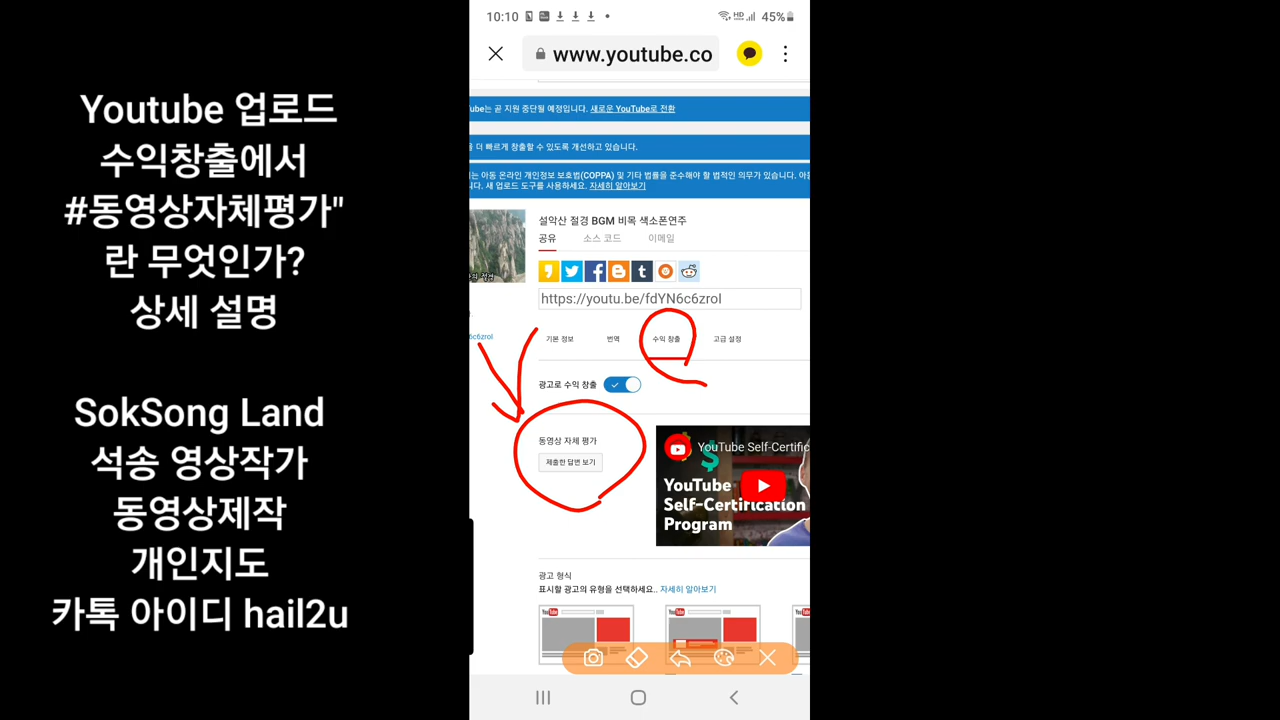 Youtube 업로드
수익창출에서
#동영상자체평가"
란 무엇인가?
상세 설명
SokSong Land
석송 영상작가
동영상제작
개인지도
카톡 아이디 hail2u
10:10
HD
45%
www.youtube.co
ube는 곧 지원 중단될 예정입니다. 새로운 YouTube로 전환
을 더 빠르게 창출할 수 있도록 개선하고 있습니다.
는 아동 온라인 개인정보 보호법(COPPA) 및 기타 법률을 준수해야 할 법적인 의무가 있습니다.
니다. 새 업로드 도구를 사용하세요. 자세히 알아보기
설악산 절경 BGM 비목 색소폰연주
공유 소스 코드 이메일
https://youtu.be/fdYN6c6zroI
6c6zroI
기본 정보 번역 수익 창출 고급 설정
광고로 수익 창출
동영상 자체 평가
제출한 답변 보기
YouTube Self-Certific
YouTube
Self-Certification
Program
광고 형식
표시할 광고의 유형을 선택하세요.. 자세히 알아보기